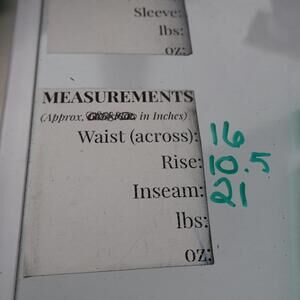 Sleeve:
lbs:
oz:
MEASUREMENTS
(Approx, in Inches)
Waist (across): 16
Rise: 10.5
Inseam: 21
lbs:
oz: